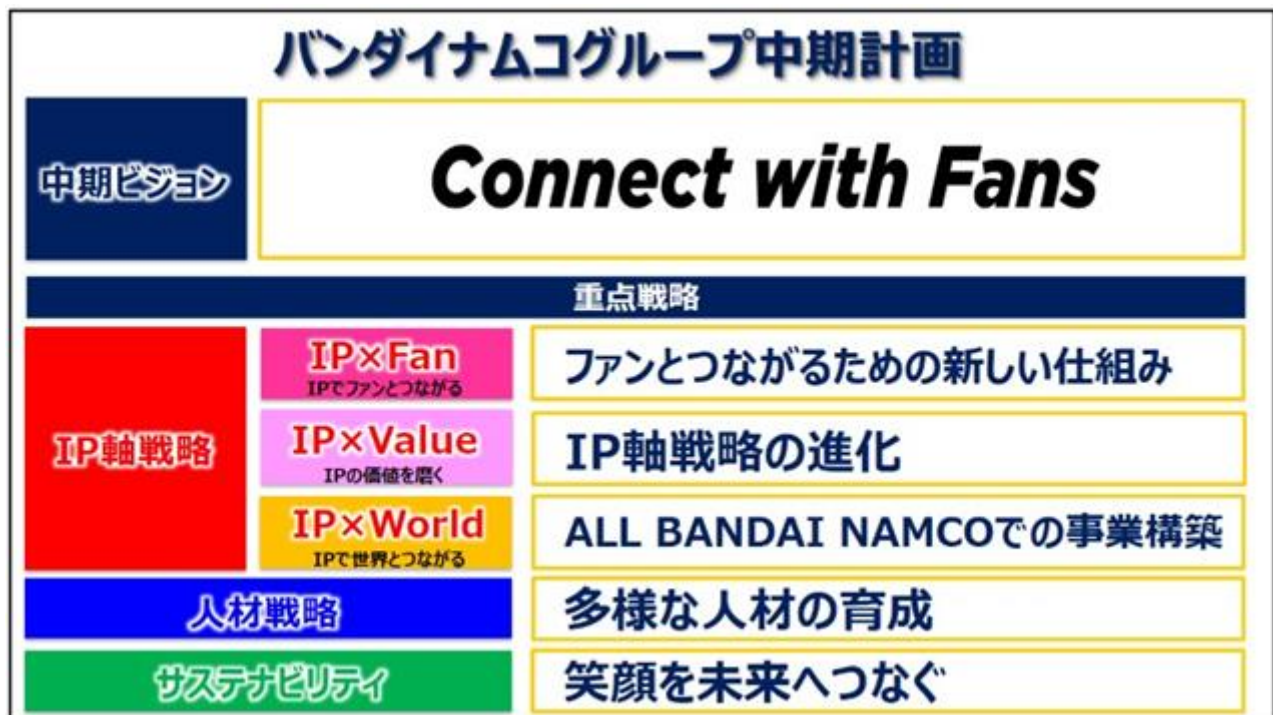 バンダイナムコグループ中期計画
中期ビジョン
Connect with Fans
重点戦略
IP軸戦略
IP×Fan
IPでファンとつながる
ファンとつながるための新しい仕組み
IP×Value
IPの価値を磨く
IP軸戦略の進化
IP×World
IPで世界とつながる
ALL BANDAI NAMCOでの事業構築
人材戦略
多様な人材の育成
サステナビリティ
笑顔を未来へつなぐ